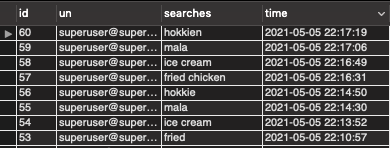 id un searches time
60 superuser@super... hokkien 2021-05-05 22:17:19
59 superuser@super... mala 2021-05-05 22:17:06
58 superuser@super... ice cream 2021-05-05 22:16:49
57 superuser@super... fried chicken 2021-05-05 22:16:31
56 superuser@super... hokkie 2021-05-05 22:14:50
55 superuser@super... mala 2021-05-05 22:14:30
54 superuser@super... ice cream 2021-05-05 22:13:52
53 superuser@super... fried 2021-05-05 22:10:57